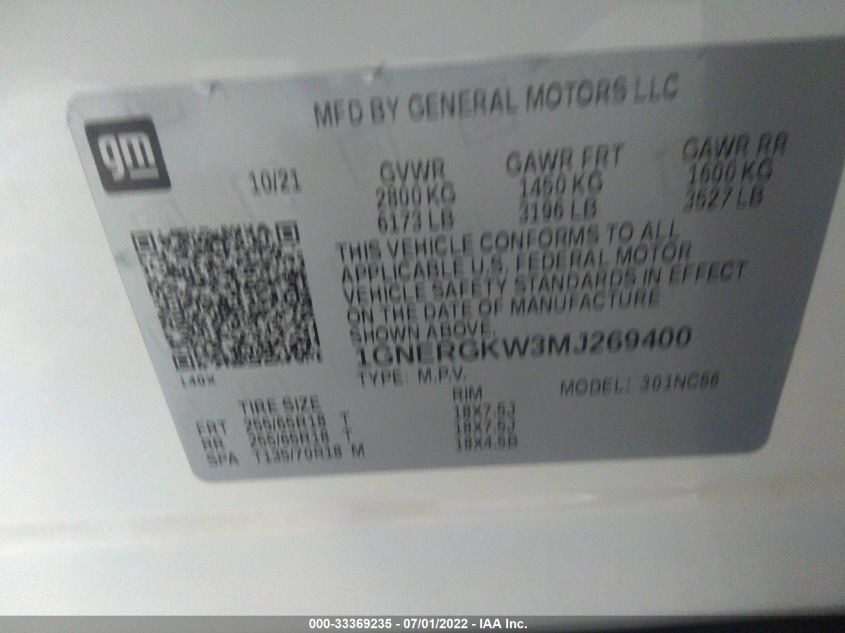 MFD BY GENERAL MOTORS LLC
gm
10/21
GVWR GAWR FRT GAWR RR
2800 KG 1450 KG 1600 KG
6173 LB 3196 LB 3527 LB
THIS VEHICLE CONFORMS TO ALL
APPLICABLE U.S. FEDERAL MOTOR
VEHICLE SAFETY STANDARDS IN EFFECT
ON THE DATE OF MANUFACTURE
SHOWN ABOVE.
1GNERGKW3MJ269400
TYPE: M.P.V. MODEL: 301NC56
140X
TIRE SIZE RIM
FRT 255/65R18 T 18X7.5J
RR 255/65R18 T 18X7.5J
SPA T135/70R18 M 18X4.5B
000-33369235 - 07/01/2022 - IAA Inc.